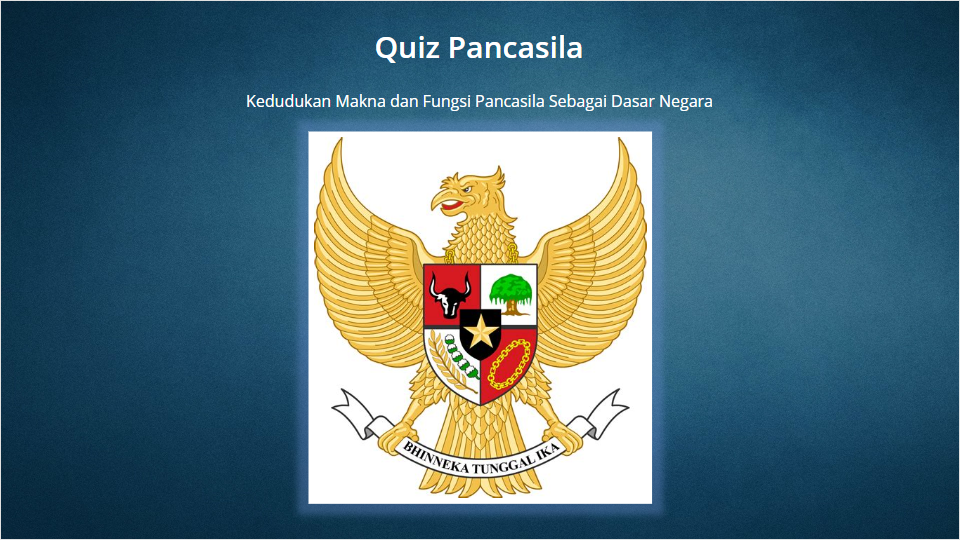 Quiz Pancasila
Kedudukan Makna dan Fungsi Pancasila Sebagai Dasar Negara
BHINNEKA TUNGGAL IKA